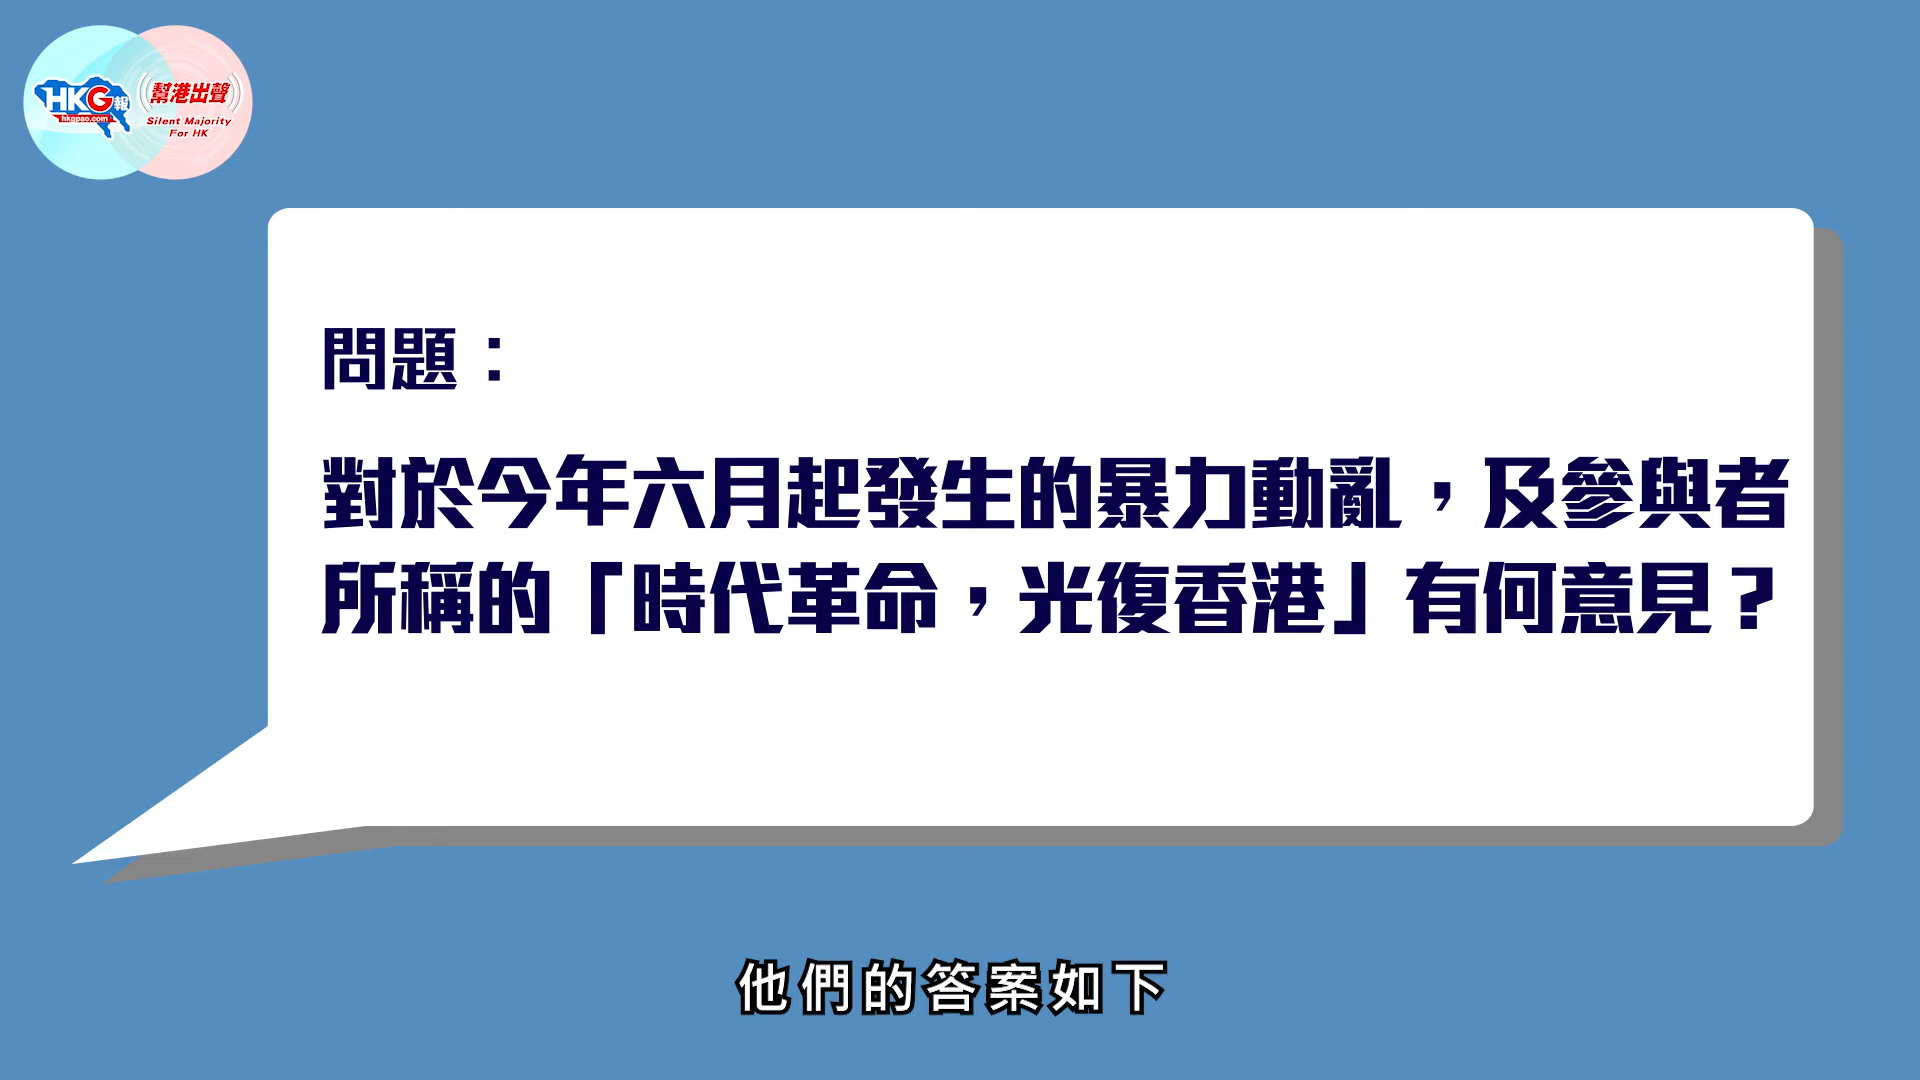 HKG報
hkgpao.com
幫港出聲
Silent Majority
For HK
問題：
對於今年六月起發生的暴力動亂，及參與者
所稱的「時代革命，光復香港」有何意見？
他們的答案如下